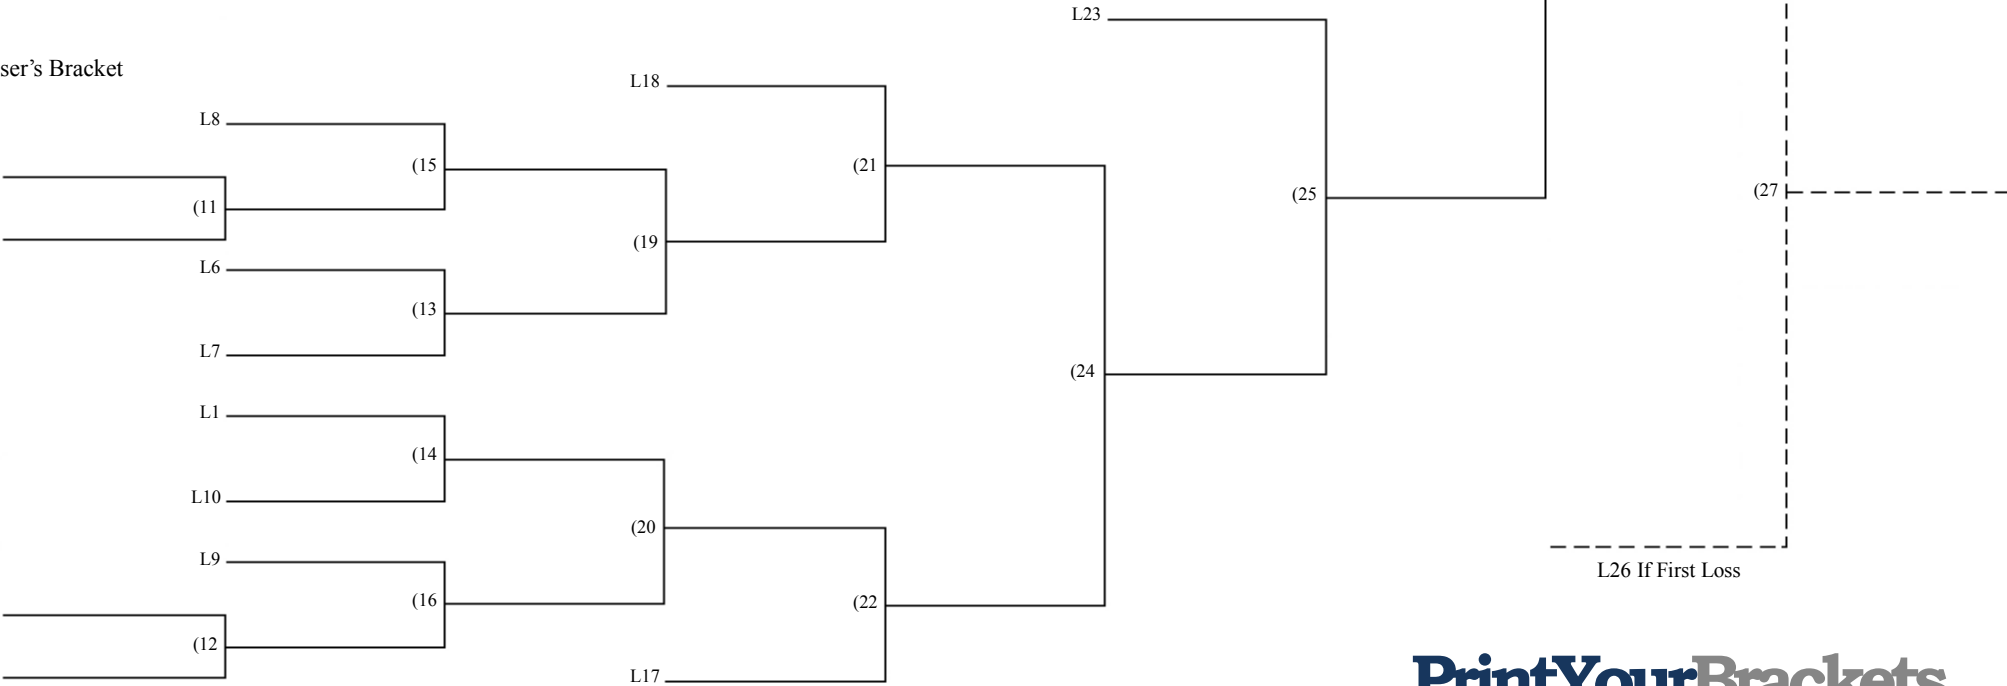 L23
ser’s Bracket
L18
L8
(15
(21
(11
(25
(27
(19
L6
(13
L7
(24
L1
(14
L10
(20
L9
L26 If First Loss
(16
(22
(12
L17
PrintYourBrackets